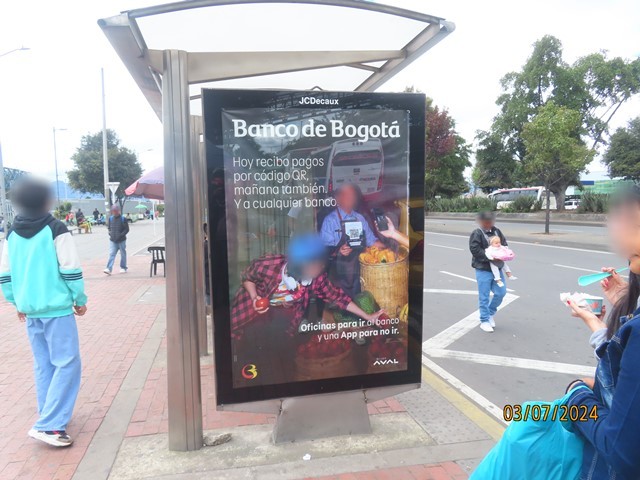 JCDecaux
Banco de Bogotá
Hoy recibo pagos
por código QR,
mañana también.
Y a cualquier banco
Oficinas para ir al banco
y una App para no ir.
AVAL
03/07/2024